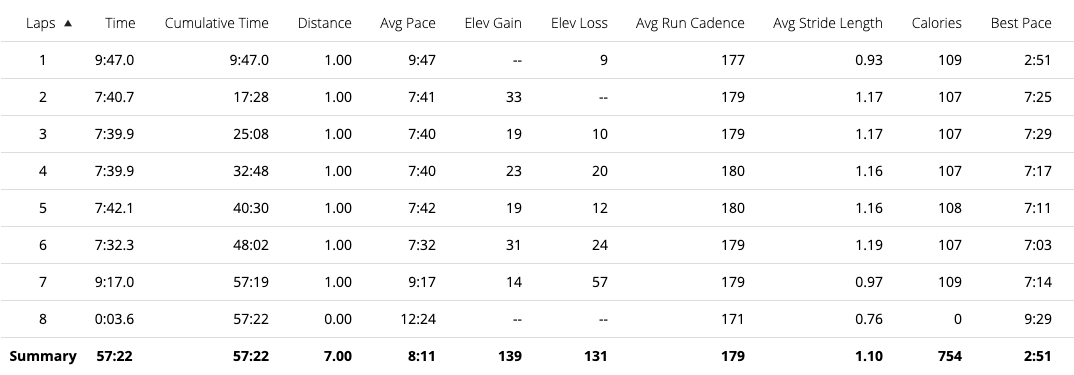 Laps ▲ Time Cumulative Time Distance Avg Pace Elev Gain Elev Loss Avg Run Cadence Avg Stride Length Calories Best Pace
1 9:47.0 9:47.0 1.00 9:47 -- 9 177 0.93 109 2:51
2 7:40.7 17:28 1.00 7:41 33 -- 179 1.17 107 7:25
3 7:39.9 25:08 1.00 7:40 19 10 179 1.17 107 7:29
4 7:39.9 32:48 1.00 7:40 23 20 180 1.16 107 7:17
5 7:42.1 40:30 1.00 7:42 19 12 180 1.16 108 7:11
6 7:32.3 48:02 1.00 7:32 31 24 179 1.19 107 7:03
7 9:17.0 57:19 1.00 9:17 14 57 179 0.97 109 7:14
8 0:03.6 57:22 0.00 12:24 -- -- 171 0.76 0 9:29
Summary 57:22 57:22 7.00 8:11 139 131 179 1.10 754 2:51